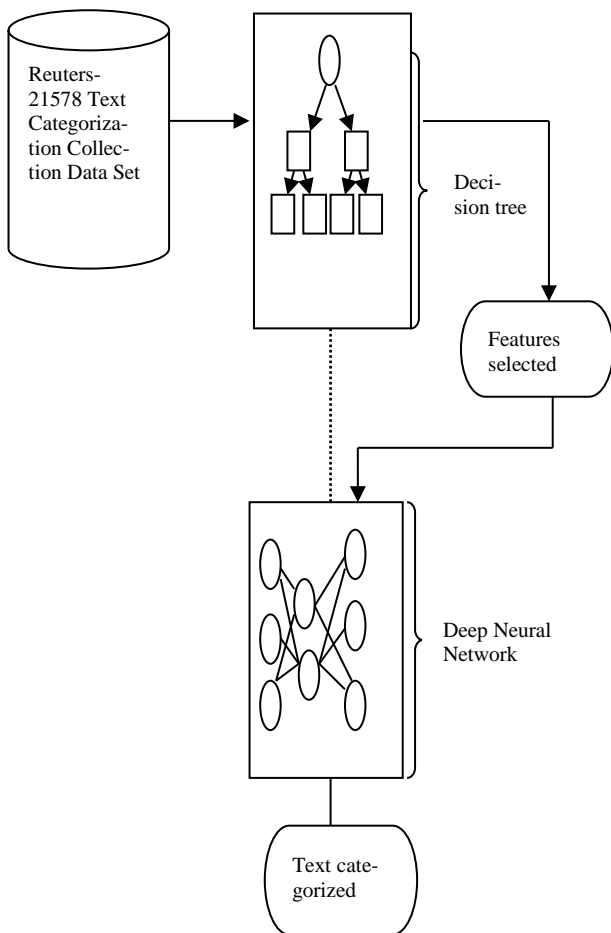 Reuters-
21578 Text
Categoriza-
tion Collec-
tion Data Set
Deci-
sion tree
Features
selected
Deep Neural
Network
Text cate-
gorized